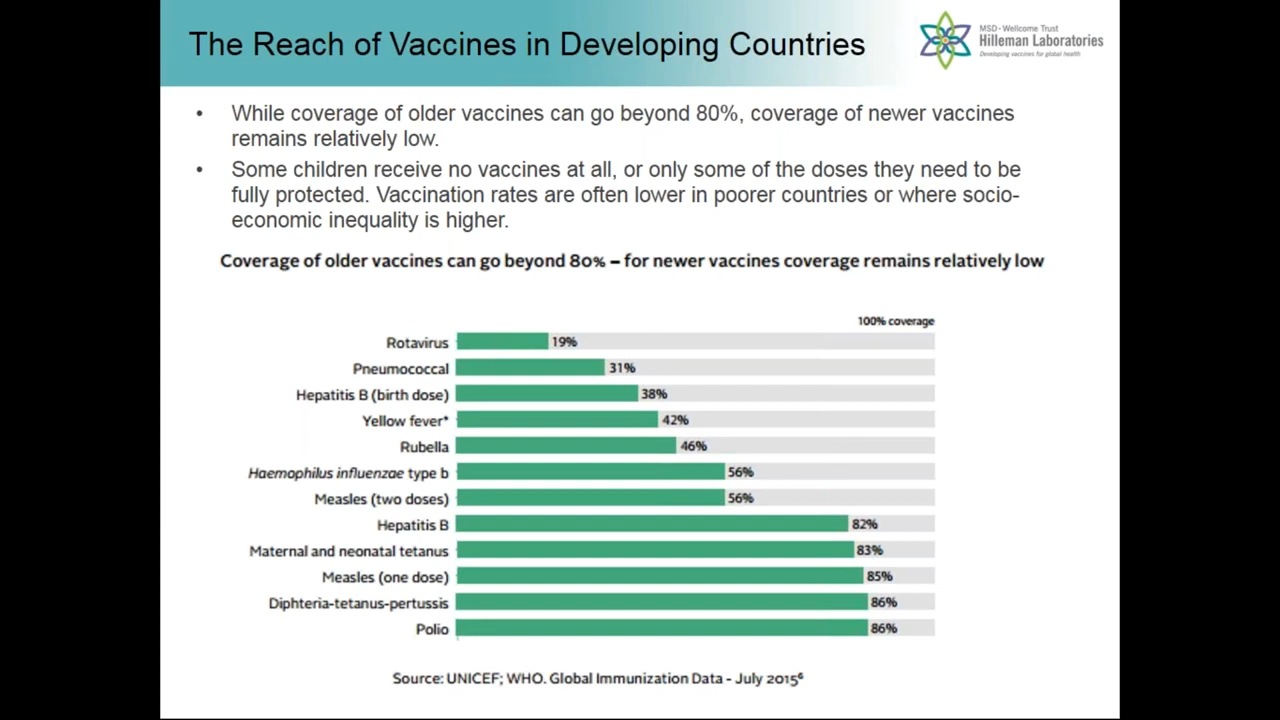 The Reach of Vaccines in Developing Countries
MSD - Wellcome Trust
Hilleman Laboratories
Developing vaccines for global health
• While coverage of older vaccines can go beyond 80%, coverage of newer vaccines
remains relatively low.
• Some children receive no vaccines at all, or only some of the doses they need to be
fully protected. Vaccination rates are often lower in poorer countries or where socio-
economic inequality is higher.
Coverage of older vaccines can go beyond 80% – for newer vaccines coverage remains relatively low
100% coverage
Rotavirus 19%
Pneumococcal 31%
Hepatitis B (birth dose) 38%
Yellow fever* 42%
Rubella 46%
Haemophilus influenzae type b 56%
Measles (two doses) 56%
Hepatitis B 82%
Maternal and neonatal tetanus 83%
Measles (one dose) 85%
Diphteria-tetanus-pertussis 86%
Polio 86%
Source: UNICEF; WHO. Global Immunization Data - July 2015⁶